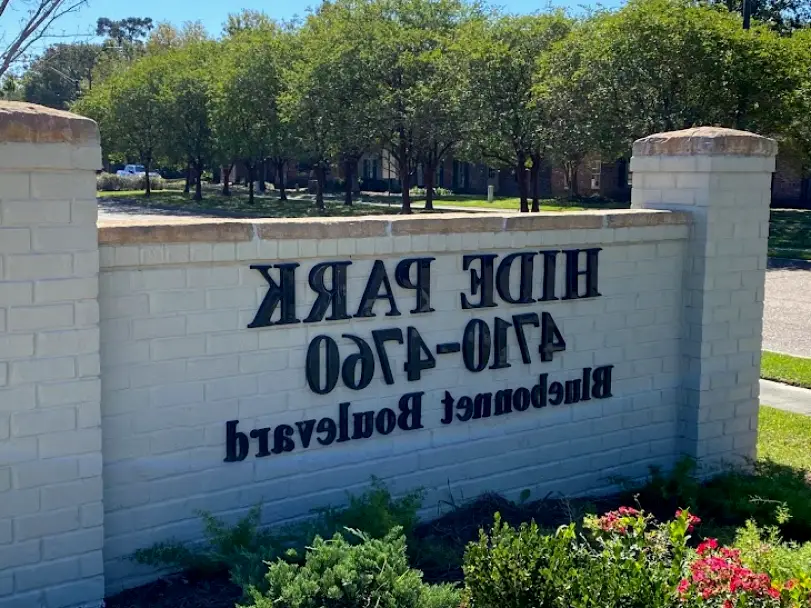 HIDE PARK
4710-4760
Bluebonnet Boulevard